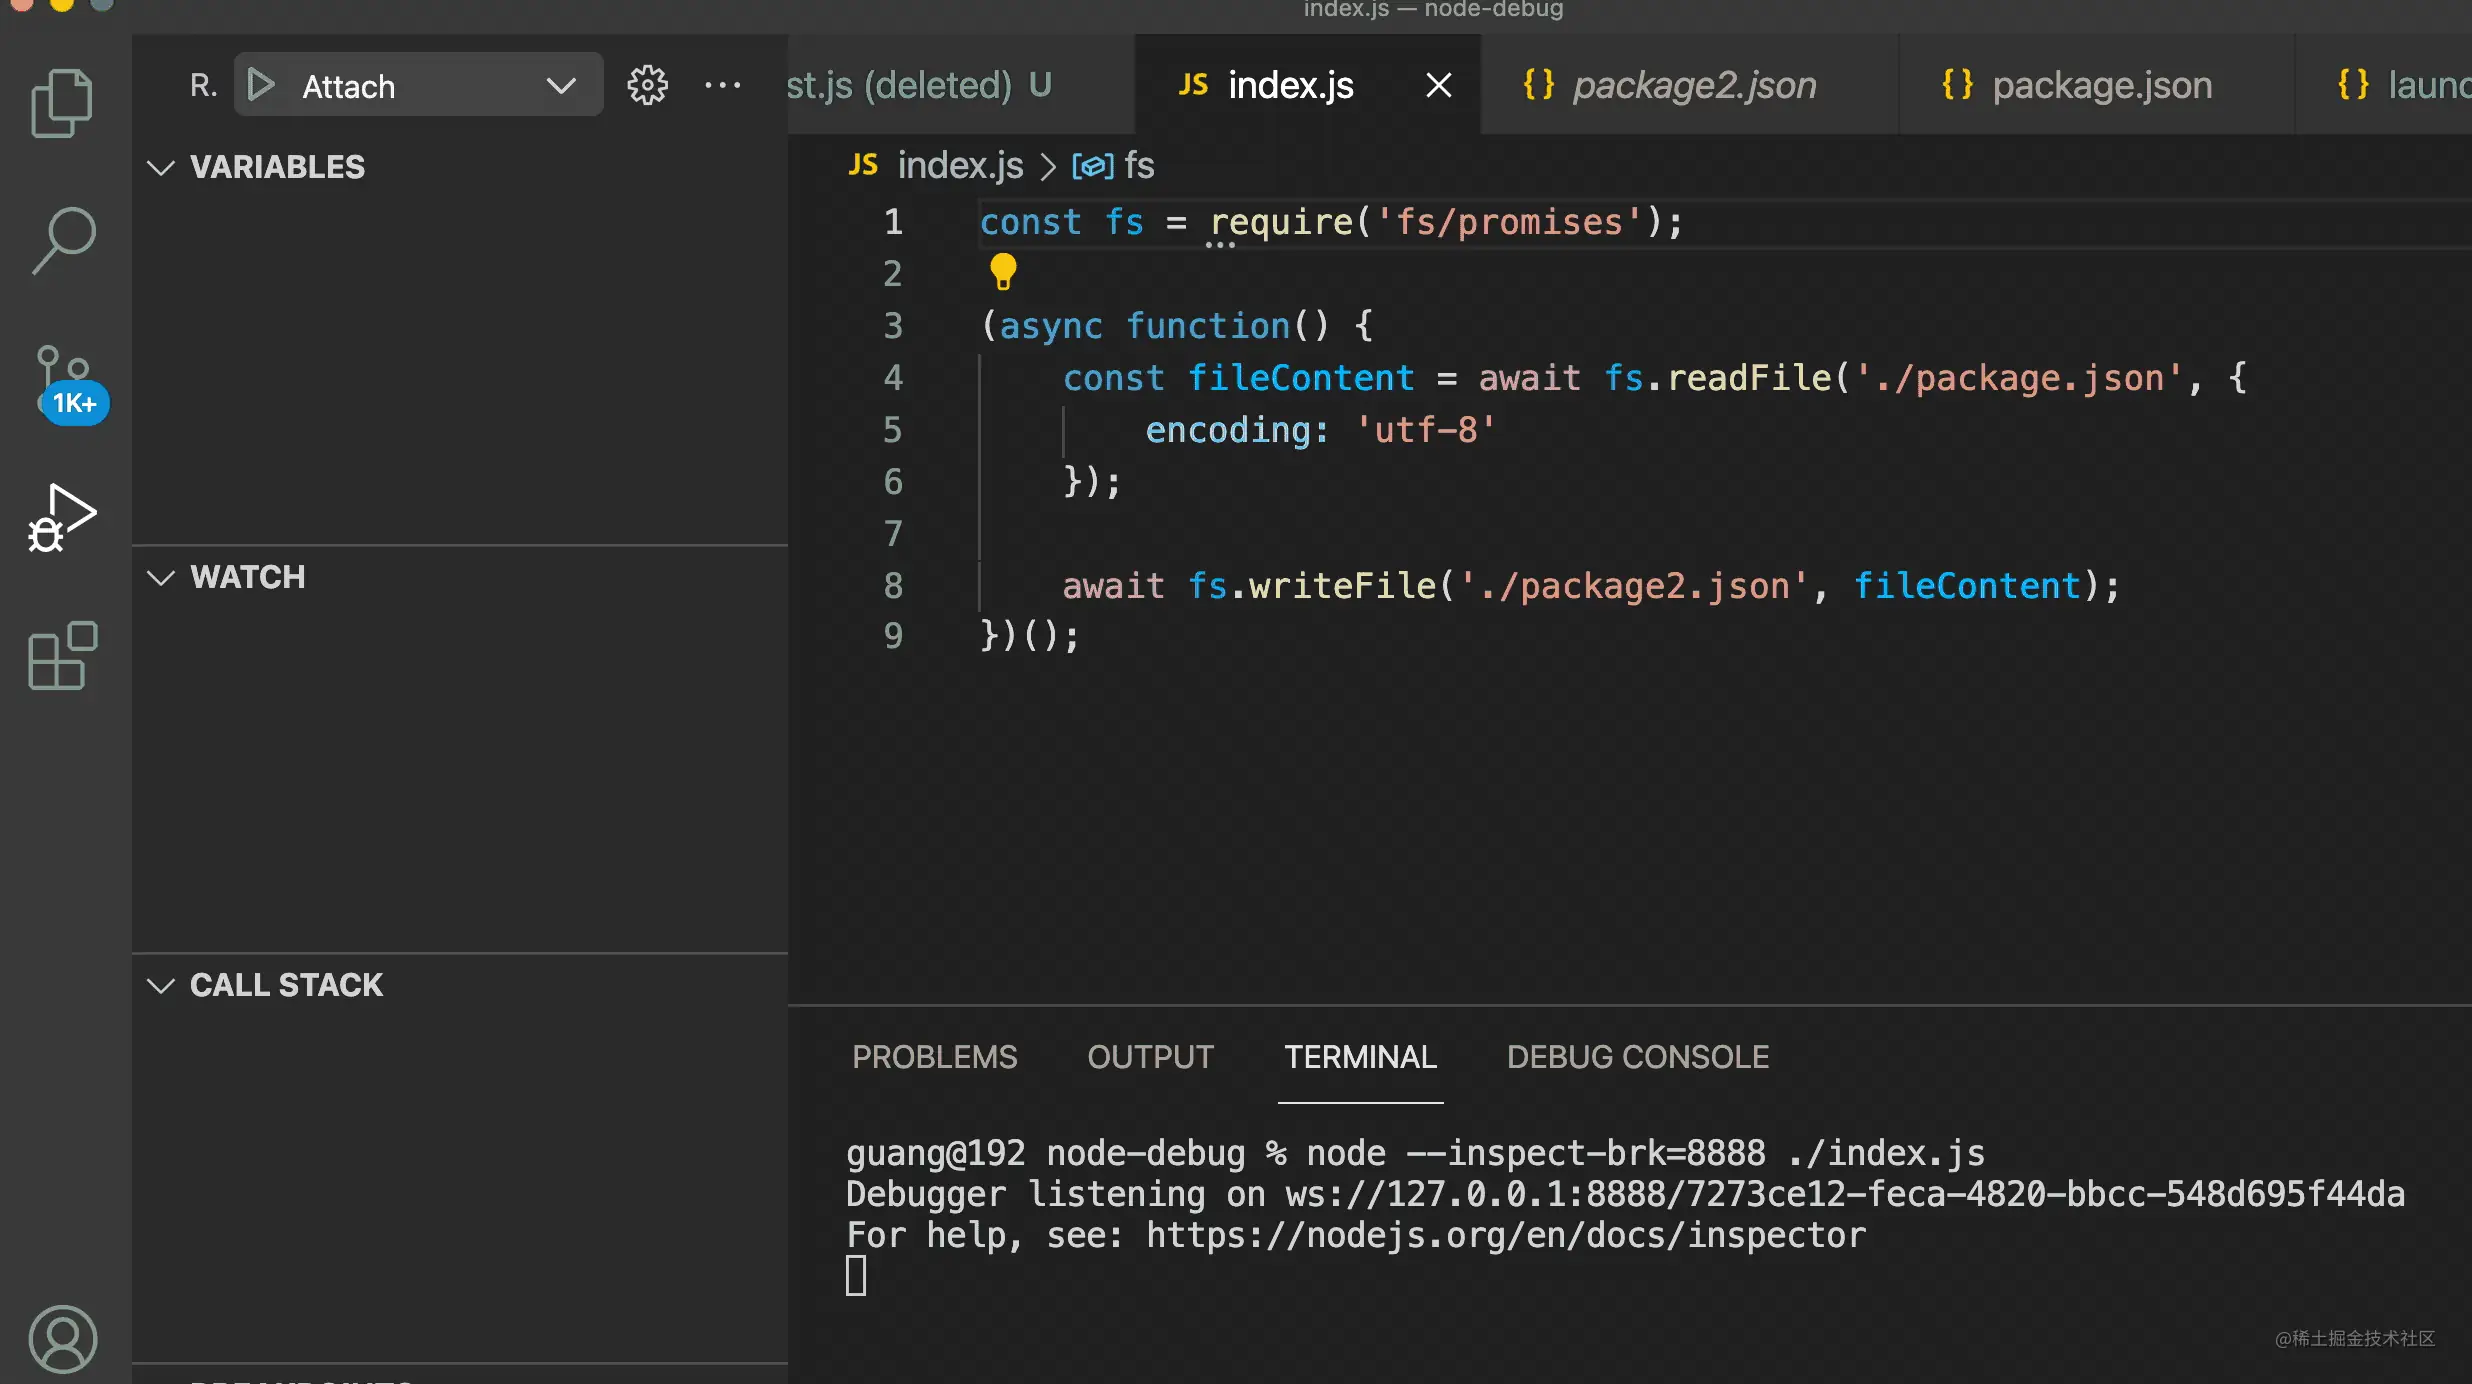 index.js — node-debug
R. Attach
st.js (deleted) U
JS index.js
{} package2.json
{} package.json
{} launc
VARIABLES
JS index.js > fs
1 const fs = require('fs/promises');
2
3 (async function() {
4 const fileContent = await fs.readFile('./package.json', {
5 encoding: 'utf-8'
6 });
7
8 await fs.writeFile('./package2.json', fileContent);
9 })();
1K+
WATCH
CALL STACK
PROBLEMS OUTPUT TERMINAL DEBUG CONSOLE
guang@192 node-debug % node --inspect-brk=8888 ./index.js
Debugger listening on ws://127.0.0.1:8888/7273ce12-feca-4820-bbcc-548d695f44da
For help, see: https://nodejs.org/en/docs/inspector
@稀土掘金技术社区